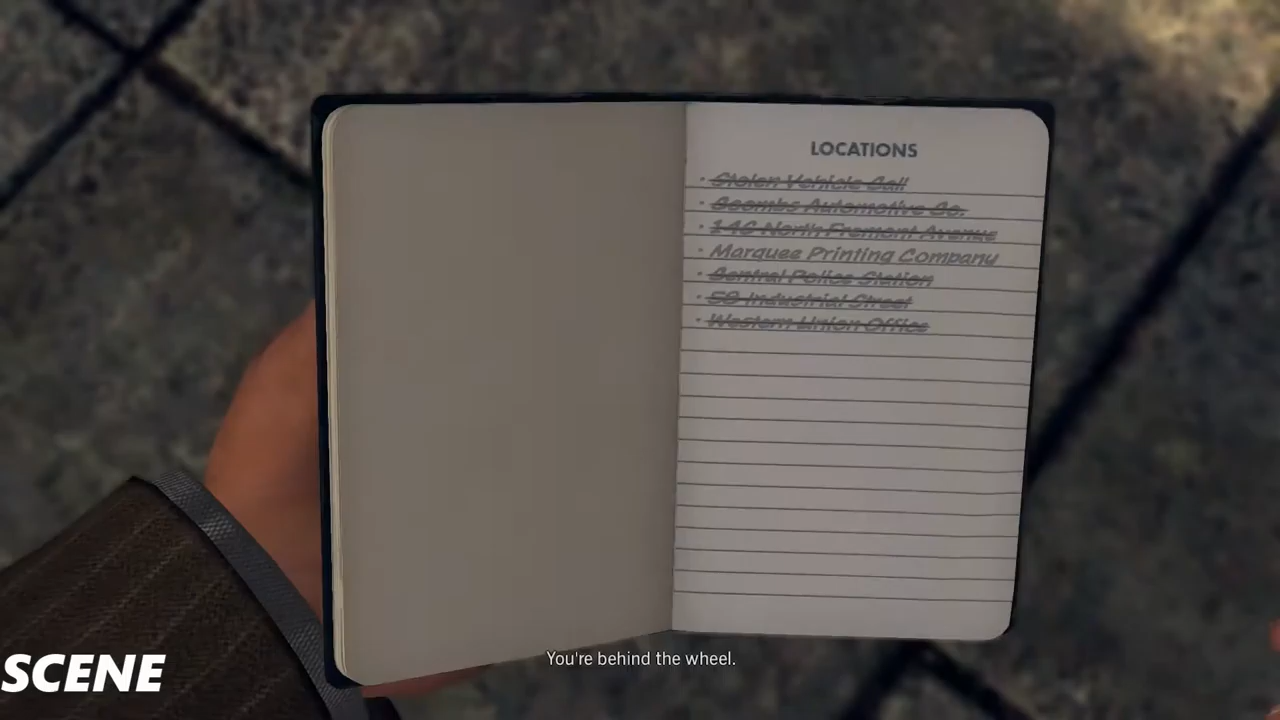 LOCATIONS
· Stolen Vehicle Call
· Coombs Automotive Co.
· 146 North Fremont Avenue
· Marquee Printing Company
· Central Police Station
· 59 Industrial Street
· Western Union Office
You're behind the wheel.
SCENE